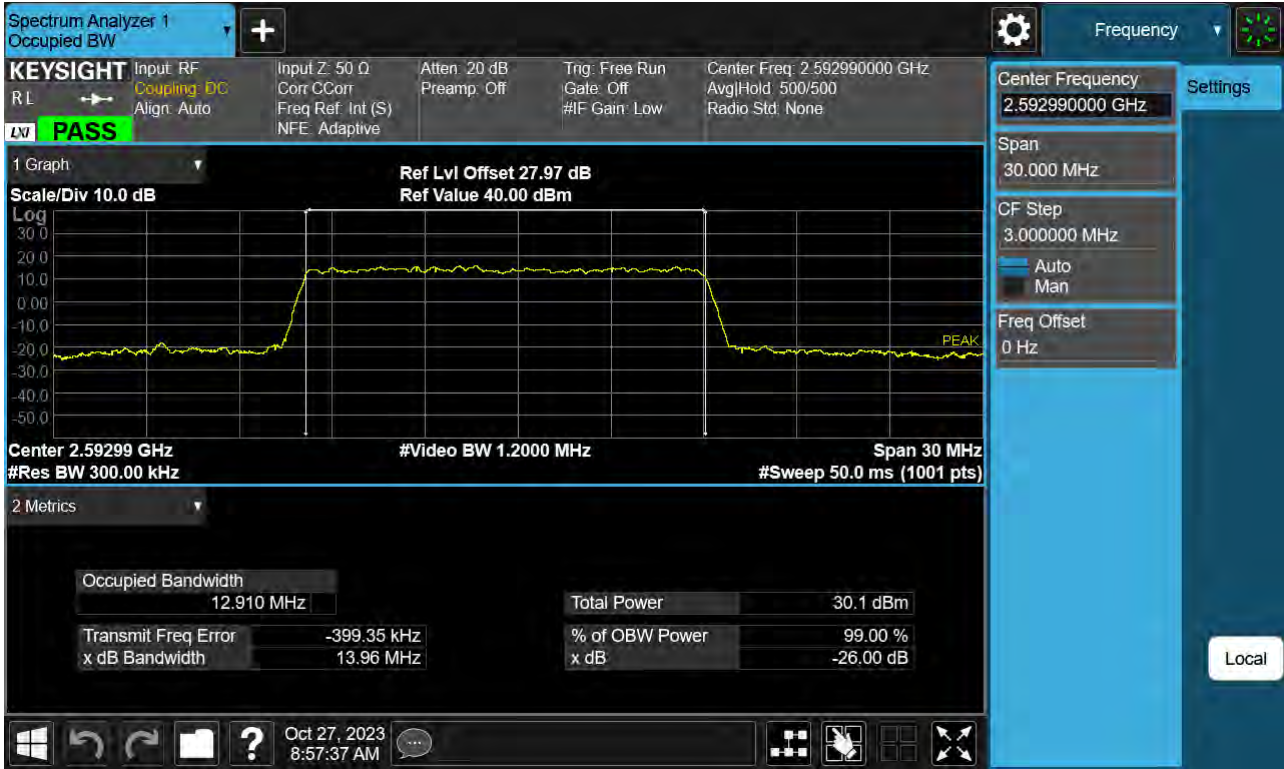 Spectrum Analyzer 1
Occupied BW
Frequency
KEYSIGHT
R L
LXI
PASS
Input: RF
Coupling: DC
Align: Auto
Input Z: 50 Ω
Corr CCorr
Freq Ref: Int (S)
NFE: Adaptive
Atten: 20 dB
Preamp: Off
Trig: Free Run
Gate: Off
#IF Gain: Low
Center Freq: 2.592990000 GHz
Avg|Hold: 500/500
Radio Std: None
Center Frequency
2.592990000 GHz
Settings
Span
30.000 MHz
CF Step
3.000000 MHz
Auto
Man
Freq Offset
0 Hz
Local
1 Graph
Scale/Div 10.0 dB
Ref Lvl Offset 27.97 dB
Ref Value 40.00 dBm
Log
30.0
20.0
10.0
0.00
-10.0
-20.0
-30.0
-40.0
-50.0
PEAK
Center 2.59299 GHz
#Video BW 1.2000 MHz
Span 30 MHz
#Res BW 300.00 kHz
#Sweep 50.0 ms (1001 pts)
2 Metrics
Occupied Bandwidth
12.910 MHz
Total Power 30.1 dBm
Transmit Freq Error -399.35 kHz
% of OBW Power 99.00 %
x dB Bandwidth 13.96 MHz
x dB -26.00 dB
?
Oct 27, 2023
8:57:37 AM